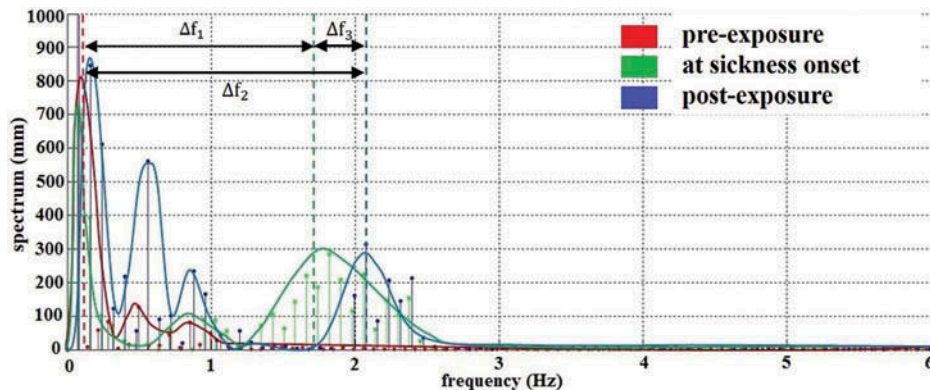 1000
900
800
700
600
500
400
300
200
100
0
spectrum (mm)
Δf1
Δf3
Δf2
pre-exposure
at sickness onset
post-exposure
0 1 2 3 4 5 6
frequency (Hz)